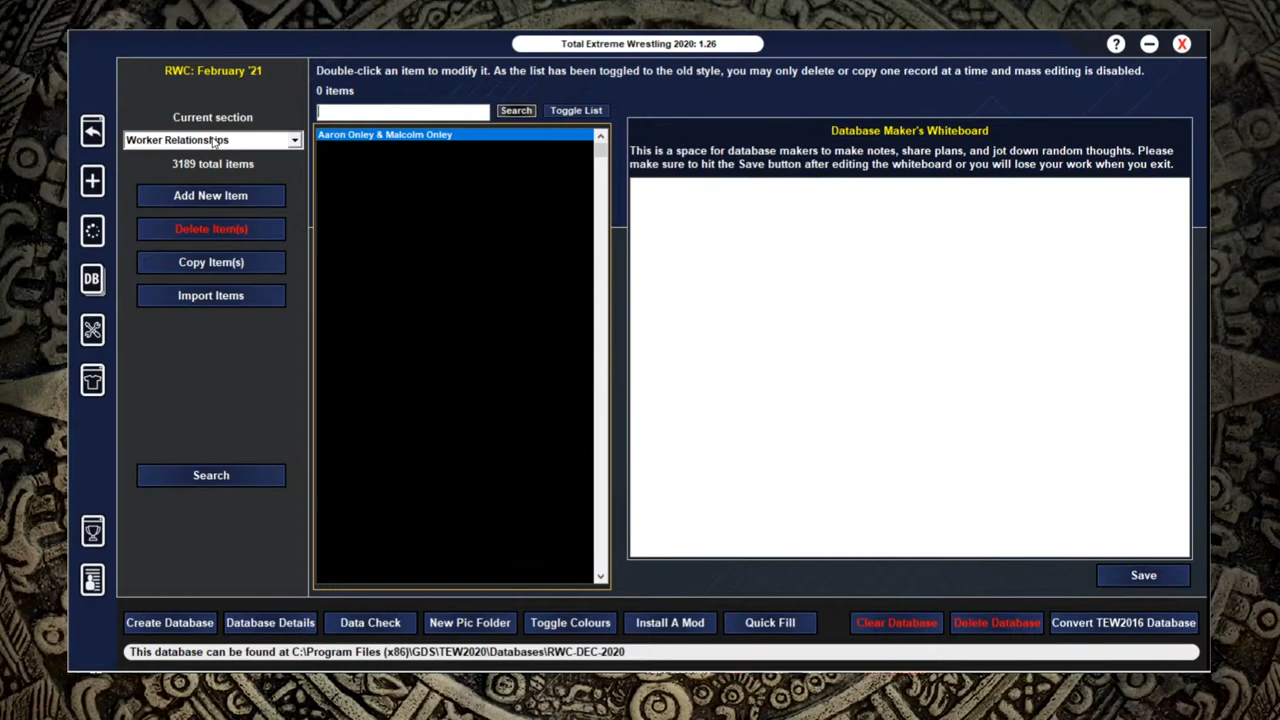 Total Extreme Wrestling 2020: 1.26
?
X
RWC: February '21
Double-click an item to modify it. As the list has been toggled to the old style, you may only delete or copy one record at a time and mass editing is disabled.
0 items
Current section
Search
Toggle List
Worker Relationships
Aaron Onley & Malcolm Onley
Database Maker's Whiteboard
This is a space for database makers to make notes, share plans, and jot down random thoughts. Please
make sure to hit the Save button after editing the whiteboard or you will lose your work when you exit.
3189 total items
Add New Item
Delete Item(s)
Copy Item(s)
DB
Import Items
Search
Save
Create Database
Database Details
Data Check
New Pic Folder
Toggle Colours
Install A Mod
Quick Fill
Clear Database
Delete Database
Convert TEW2016 Database
This database can be found at C:\Program Files (x86)\GDS\TEW2020\Databases\RWC-DEC-2020